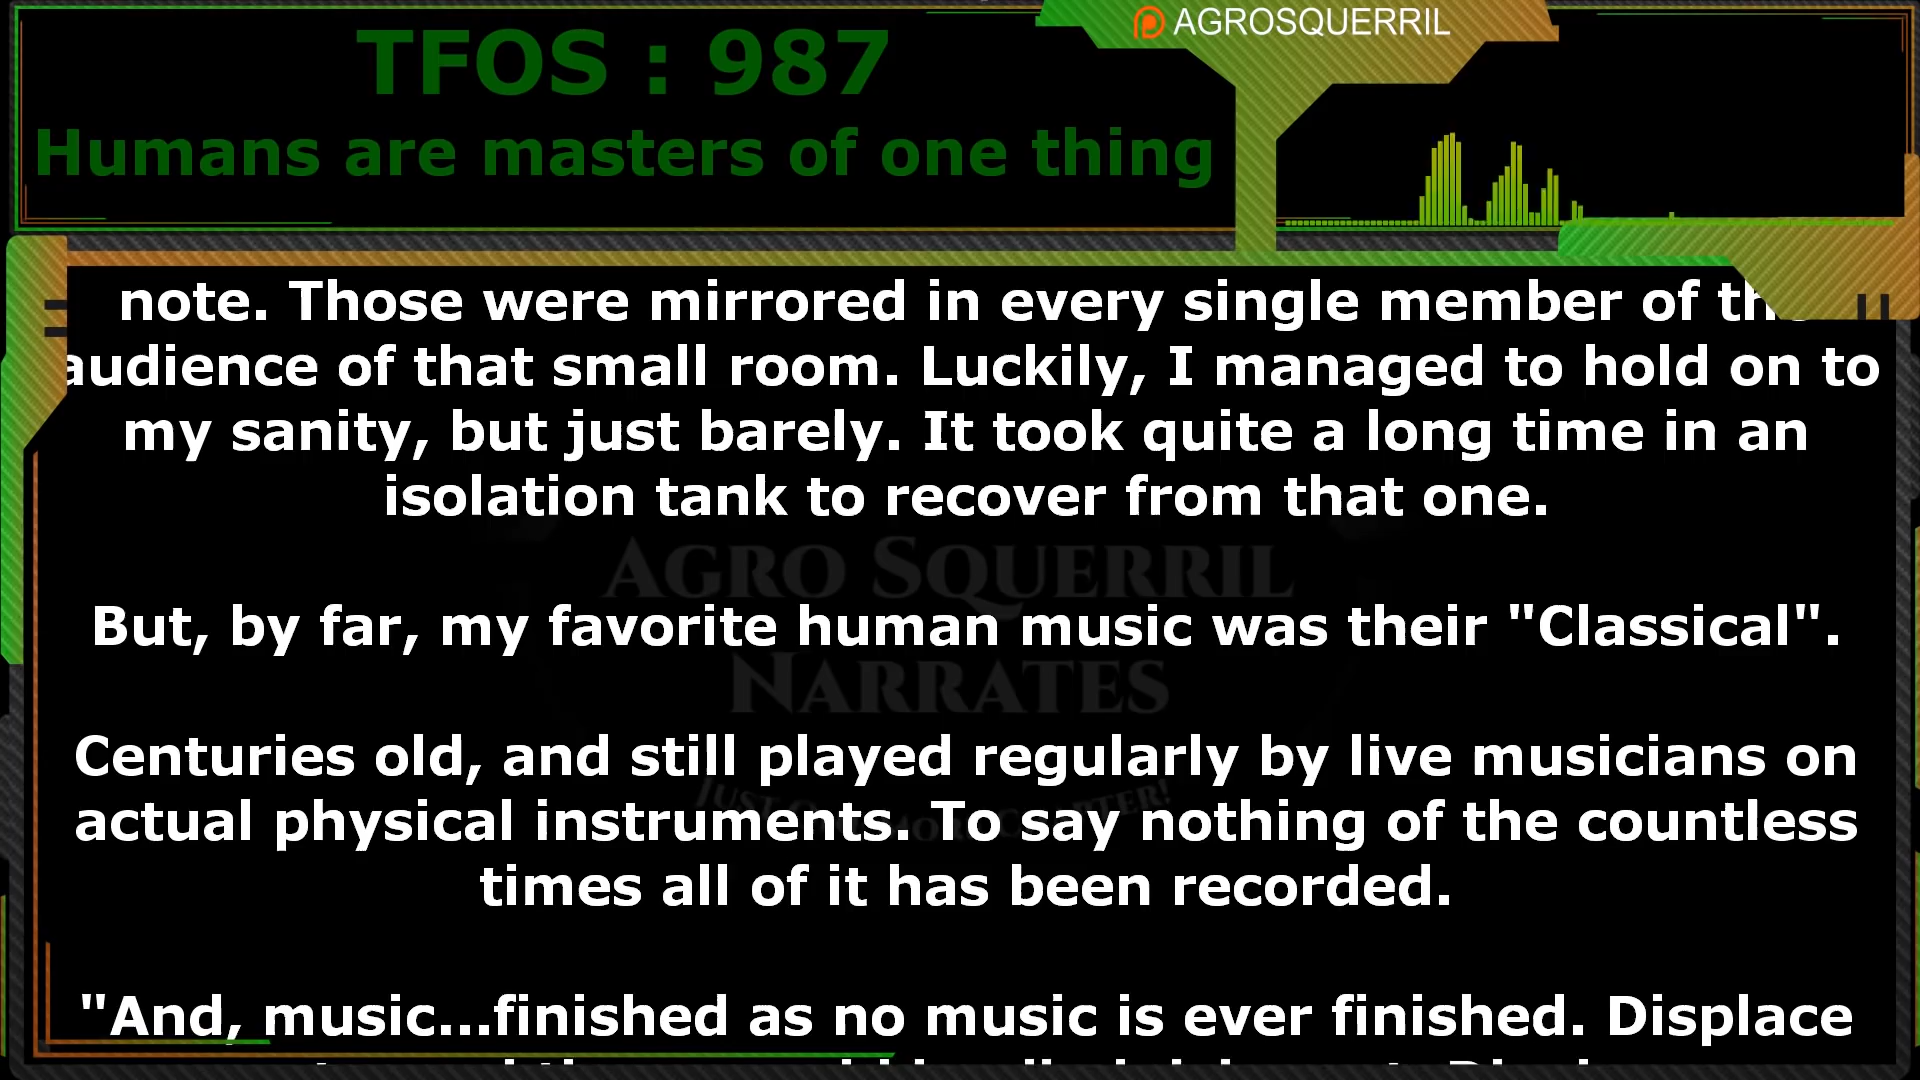 AGROSQUERRIL
TFOS : 987
Humans are masters of one thing
note. Those were mirrored in every single member of
audience of that small room. Luckily, I managed to hold on to
my sanity, but just barely. It took quite a long time in an
isolation tank to recover from that one.
AGRO SQUERRIL
But, by far, my favorite human music was their "Classical".
NARRATES
Centuries old, and still played regularly by live musicians on
actual physical instruments. To say nothing of the countless
times all of it has been recorded.
"And, music...finished as no music is ever finished. Displace